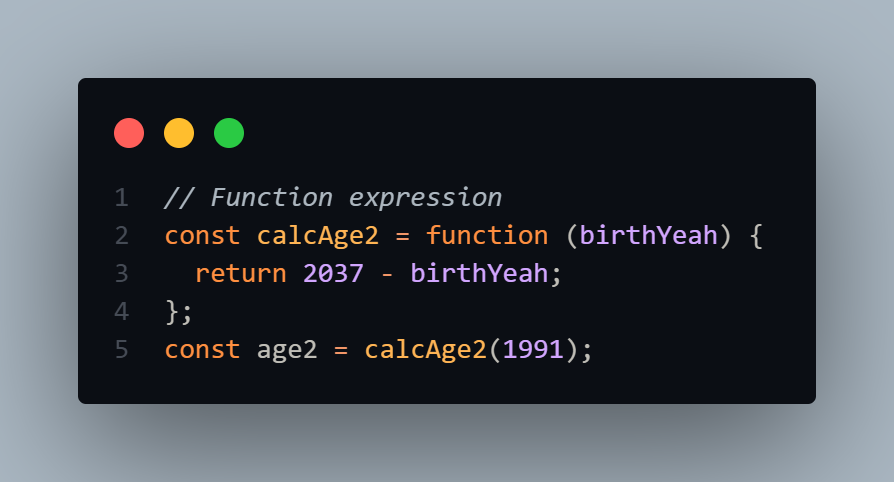 1 // Function expression
2 const calcAge2 = function (birthYeah) {
3   return 2037 - birthYeah;
4 };
5 const age2 = calcAge2(1991);